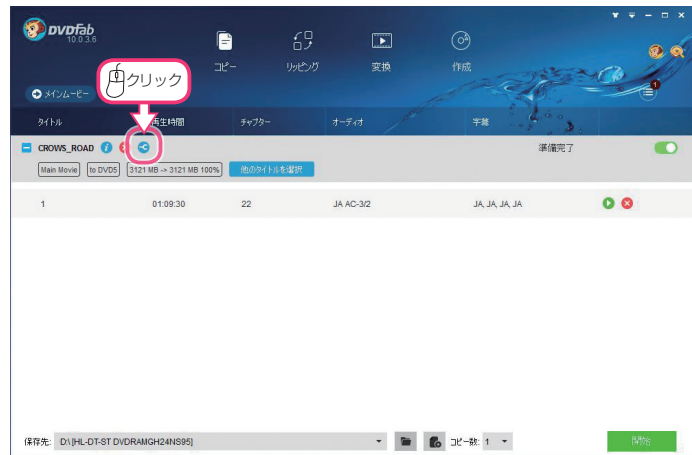 DVDFab
10.0.3.6
コピー
リッピング
変換
作成
メインムービー
クリック
1
タイトル
再生時間
チャプター
オーディオ
字幕
CROWS_ROAD
準備完了
Main Movie
to DVD5
3121 MB -> 3121 MB 100%
他のタイトルを選択
1
01:09:30
22
JA AC-3/2
JA, JA, JA, JA
保存先:
D:\ [HL-DT-ST DVDRAMGH24NS95]
コピー数:
1
開始